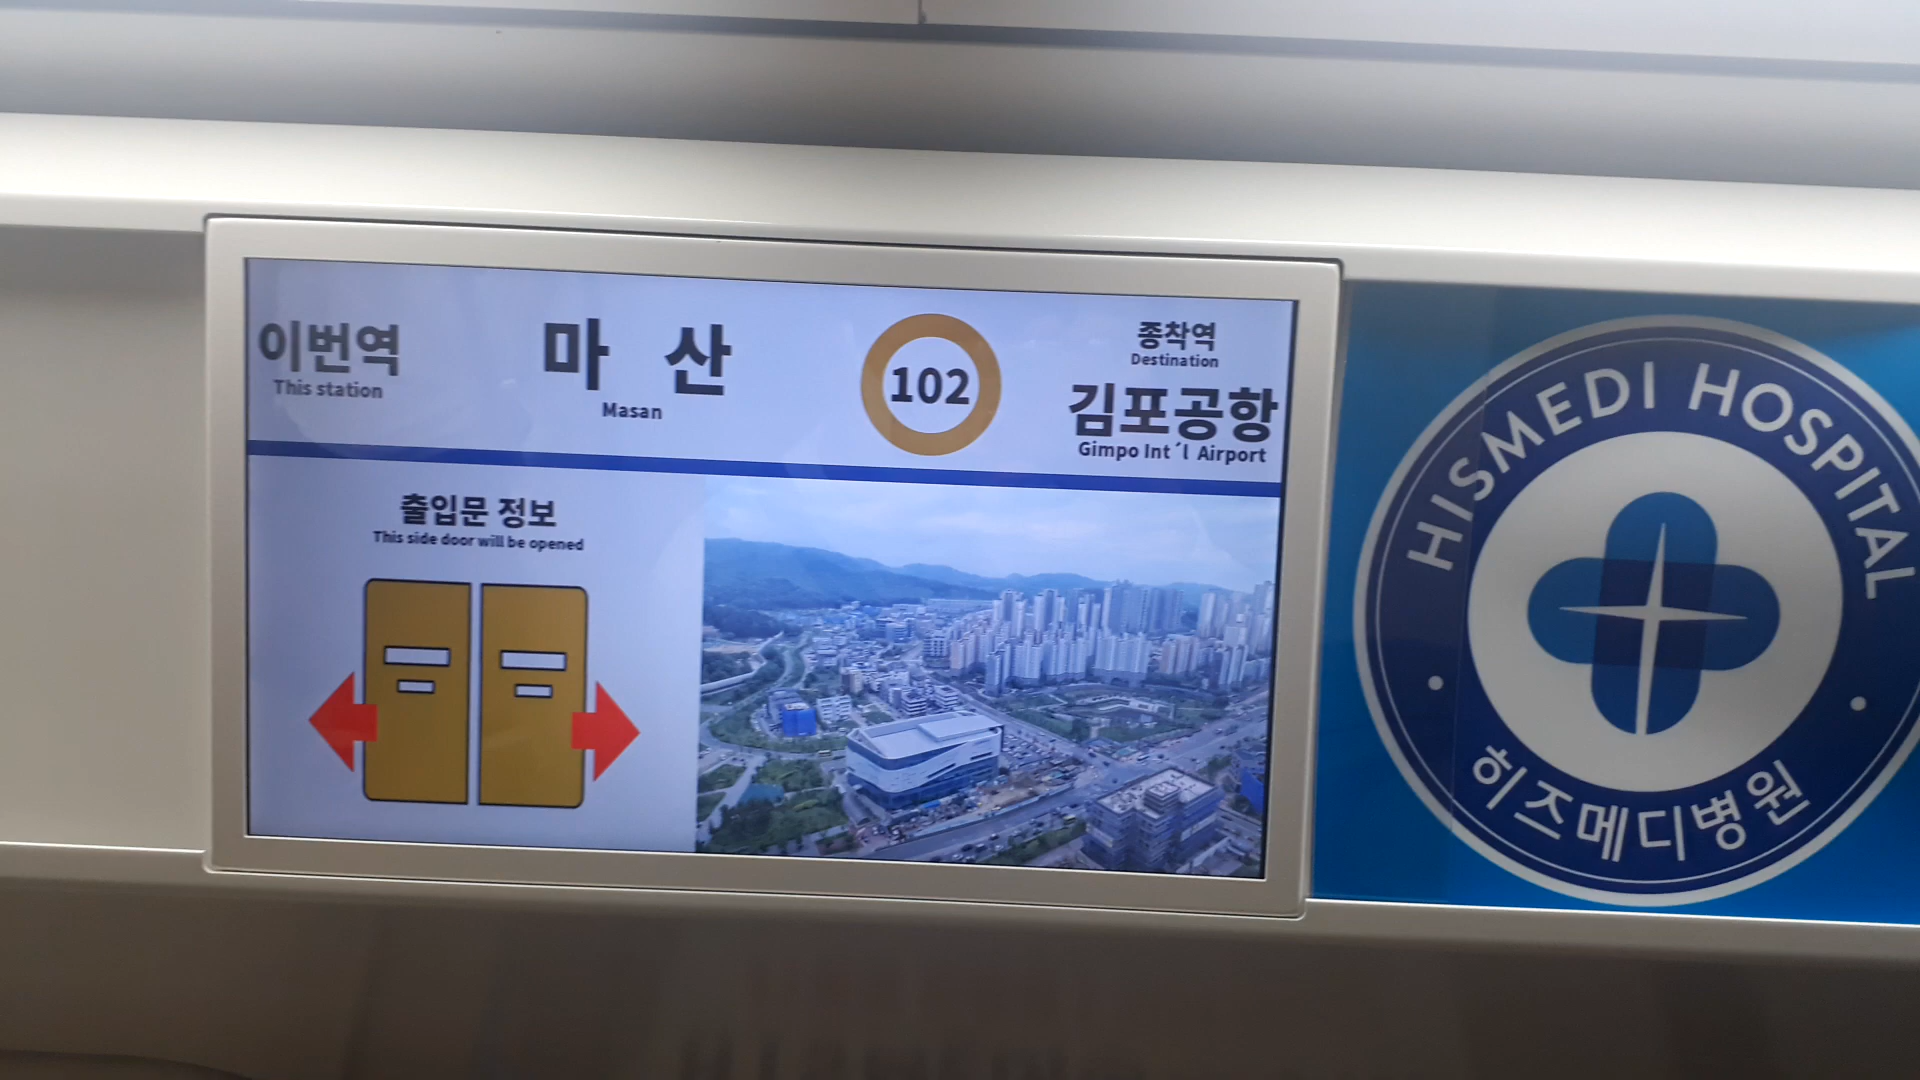 이번역
This station
마 산
Masan
102
종착역
Destination
김포공항
Gimpo Int´l Airport
출입문 정보
This side door will be opened
HISMEDI HOSPITAL
히즈메디병원